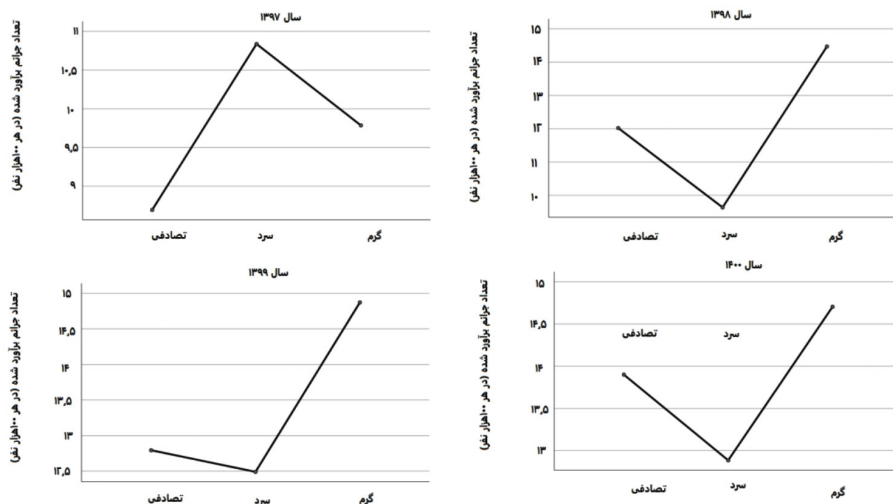 سال ۱۳۹۷
تعداد جرائم برآورد شده (در هر ۱۰۰هزار نفر)
۱۱
۱۰,۵
۱۰
۹,۵
۹
تصادفی سرد گرم
سال ۱۳۹۸
تعداد جرائم برآورد شده (در هر ۱۰۰هزار نفر)
۱۵
۱۴
۱۳
۱۲
۱۱
۱۰
تصادفی سرد گرم
سال ۱۳۹۹
تعداد جرائم برآورد شده (در هر ۱۰۰هزار نفر)
۱۵
۱۴,۵
۱۴
۱۳,۵
۱۳
۱۲,۵
تصادفی سرد گرم
سال ۱۴۰۰
تعداد جرائم برآورد شده (در هر ۱۰۰هزار نفر)
۱۵
۱۴,۵
تصادفی سرد
۱۴
۱۳,۵
۱۳
تصادفی سرد گرم